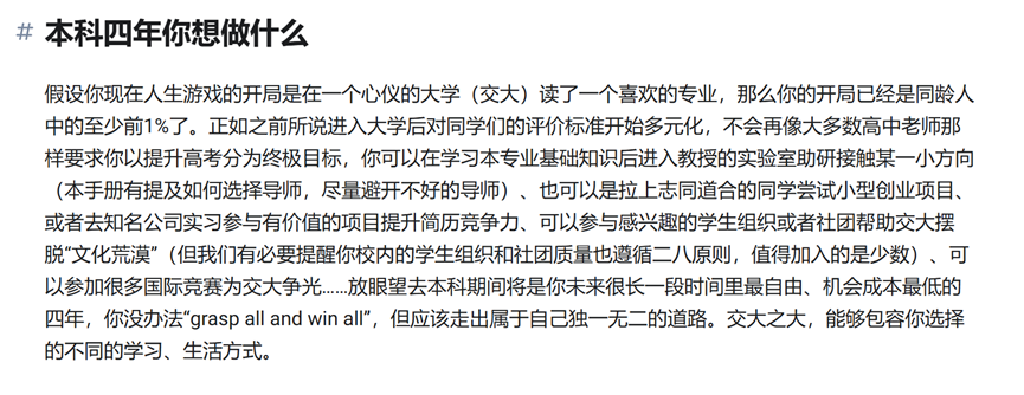 # 本科四年你想做什么
假设你现在人生游戏的开局是在一个心仪的大学（交大）读了一个喜欢的专业，那么你的开局已经是同龄人
中的至少前1%了。正如之前所说进入大学后对同学们的评价标准开始多元化，不会再像大多数高中老师那
样要求你以提升高考分为终极目标，你可以在学习本专业基础知识后进入教授的实验室助研接触某一小方向
（本手册有提及如何选择导师，尽量避开不好的导师）、也可以是拉上志同道合的同学尝试小型创业项目、
或者去知名公司实习参与有价值的项目提升简历竞争力、可以参与感兴趣的学生组织或者社团帮助交大摆
脱“文化荒漠”（但我们有必要提醒你校内的学生组织和社团质量也遵循二八原则，值得加入的是少数）、可
以参加很多国际竞赛为交大争光……放眼望去本科期间将是你未来很长一段时间里最自由、机会成本最低的
四年，你没办法“grasp all and win all”，但应该走出属于自己独一无二的道路。交大之大，能够包容你选择
的不同的学习、生活方式。